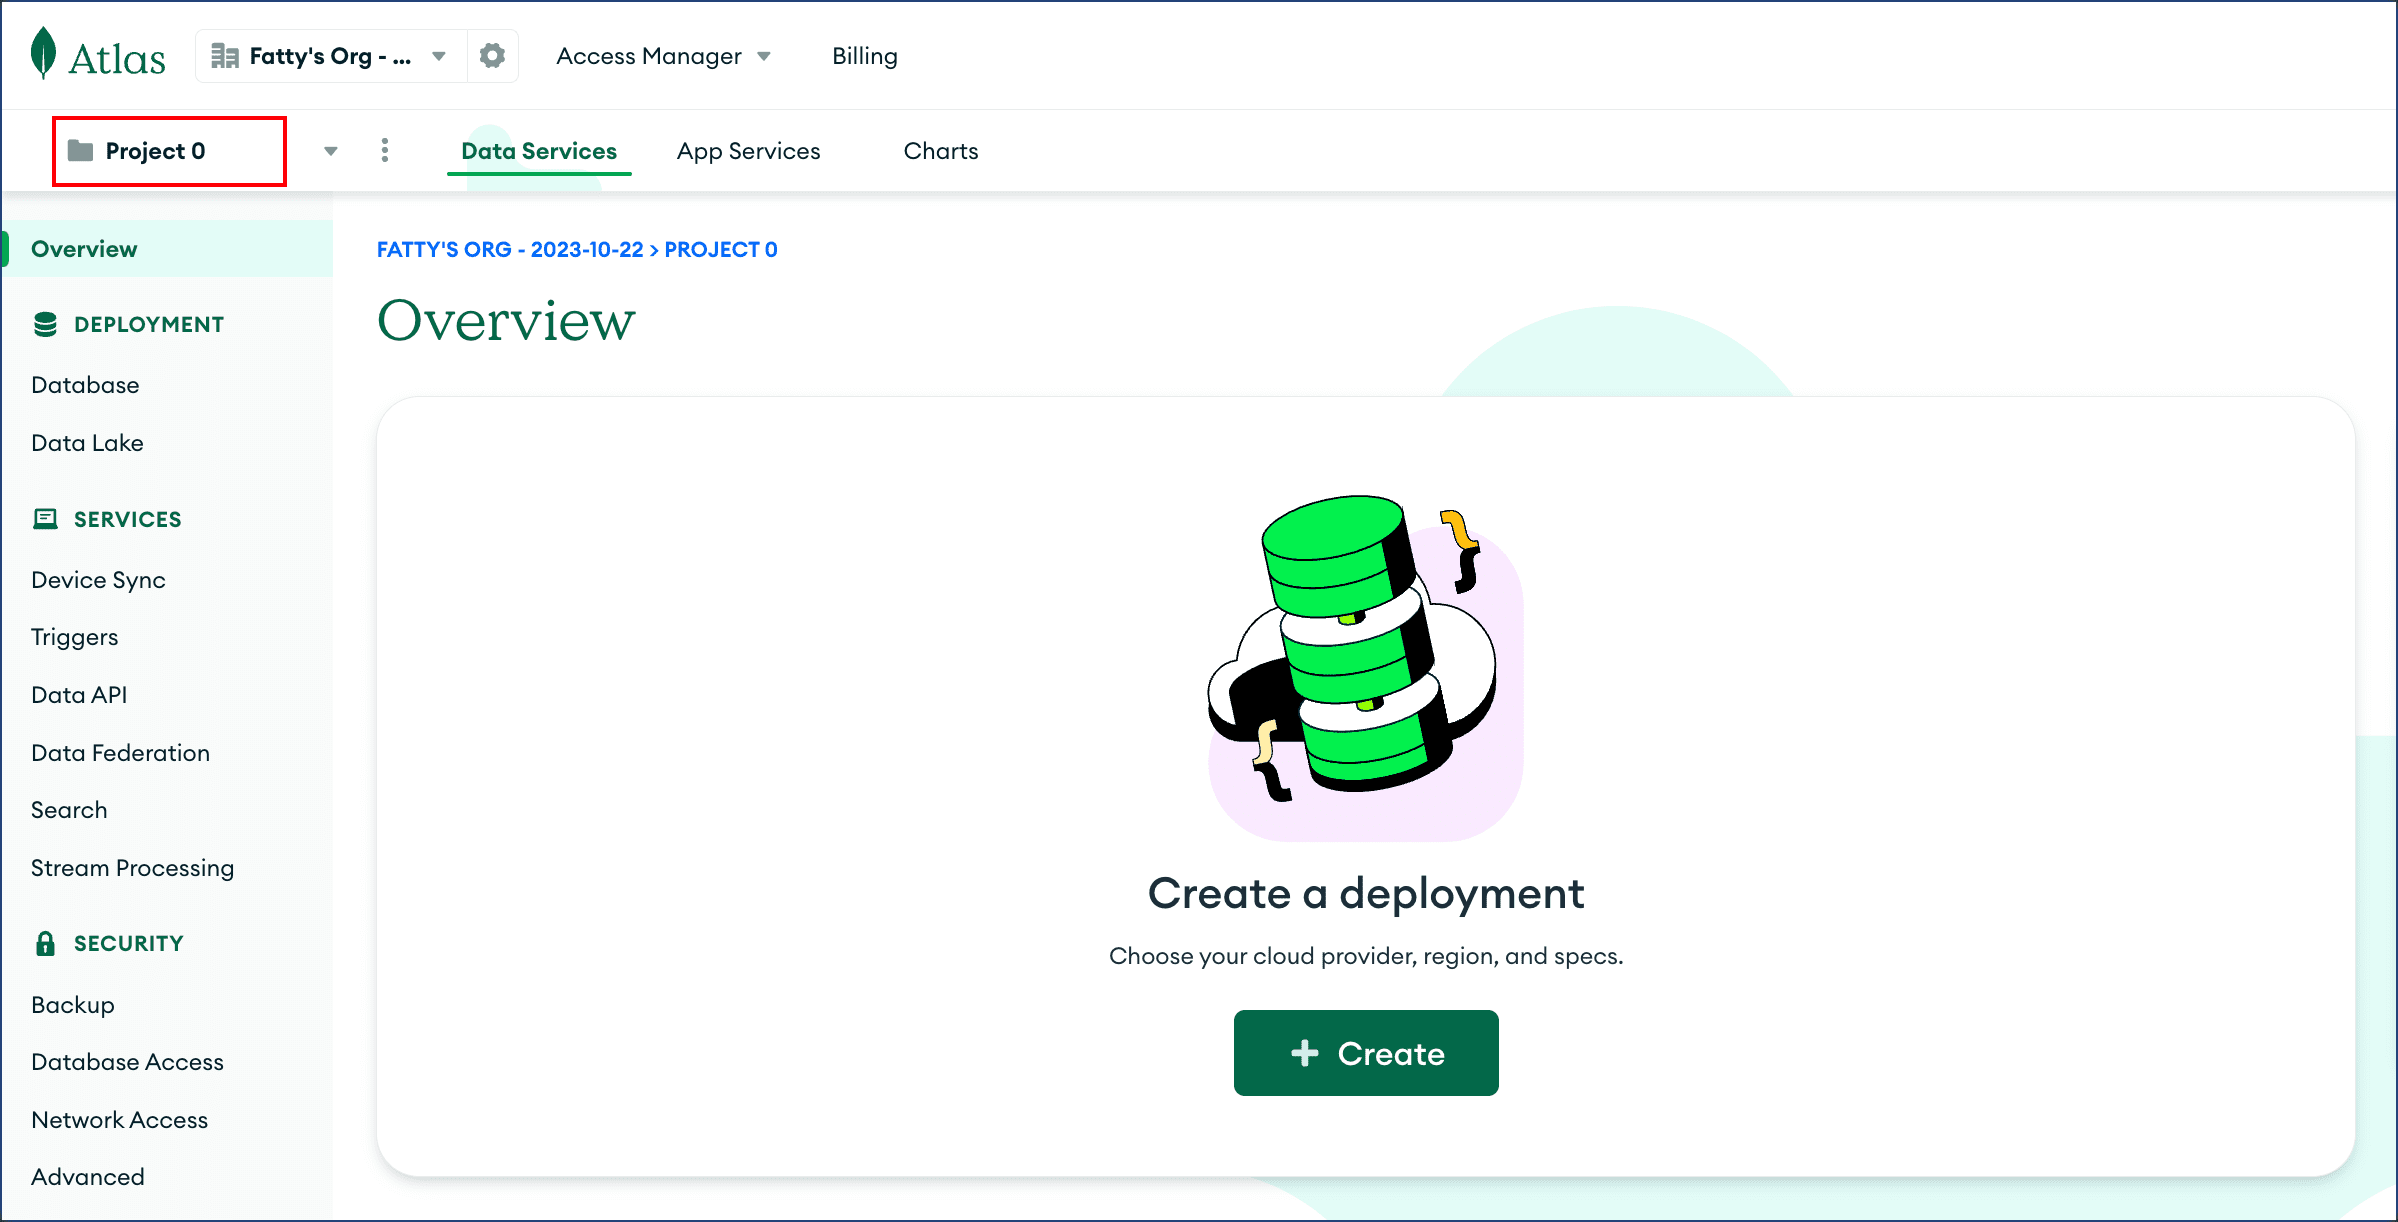 Atlas
Fatty's Org - ...
Access Manager
Billing
Project 0
Data Services
App Services
Charts
Overview
DEPLOYMENT
Database
Data Lake
SERVICES
Device Sync
Triggers
Data API
Data Federation
Search
Stream Processing
SECURITY
Backup
Database Access
Network Access
Advanced
FATTY'S ORG - 2023-10-22 > PROJECT 0
Overview
Create a deployment
Choose your cloud provider, region, and specs.
+ Create